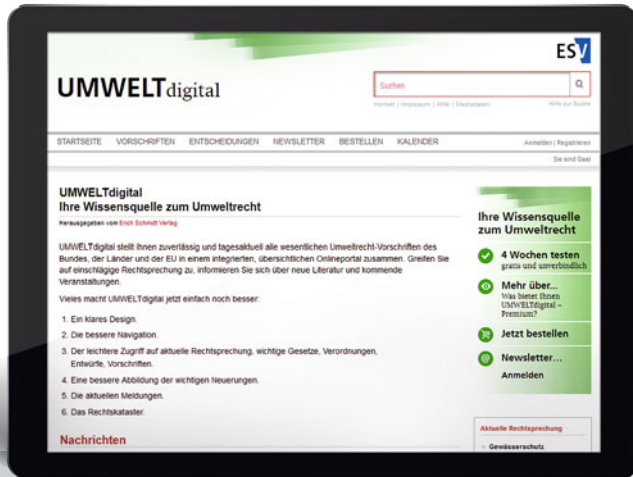 ESV
UMWELTdigital
Suchen
Kontakt | Impressum | Hilfe | Mediadaten
Hilfe zur Suche
STARTSEITE VORSCHRIFTEN ENTSCHEIDUNGEN NEWSLETTER BESTELLEN KALENDER
Anmelden | Registrieren
Sie sind Gast
UMWELTdigital
Ihre Wissensquelle zum Umweltrecht
Herausgegeben vom Erich Schmidt Verlag
UMWELTdigital stellt Ihnen zuverlässig und tagesaktuell alle wesentlichen Umweltrecht-Vorschriften des
Bundes, der Länder und der EU in einem integrierten, übersichtlichen Onlineportal zusammen. Greifen Sie
auf einschlägige Rechtsprechung zu, informieren Sie sich über neue Literatur und kommende
Veranstaltungen.
Vieles macht UMWELTdigital jetzt einfach noch besser:
1. Ein klares Design.
2. Die bessere Navigation.
3. Der leichtere Zugriff auf aktuelle Rechtsprechung, wichtige Gesetze, Verordnungen,
Entwürfe, Vorschriften.
4. Eine bessere Abbildung der wichtigen Neuerungen.
5. Die aktuellen Meldungen.
6. Das Rechtskataster.
Nachrichten
Ihre Wissensquelle
zum Umweltrecht
4 Wochen testen
gratis und unverbindlich
Mehr über...
Was bietet Ihnen
UMWELTdigital –
Premium?
Jetzt bestellen
@ Newsletter...
Anmelden
Aktuelle Rechtsprechung
Gewässerschutz